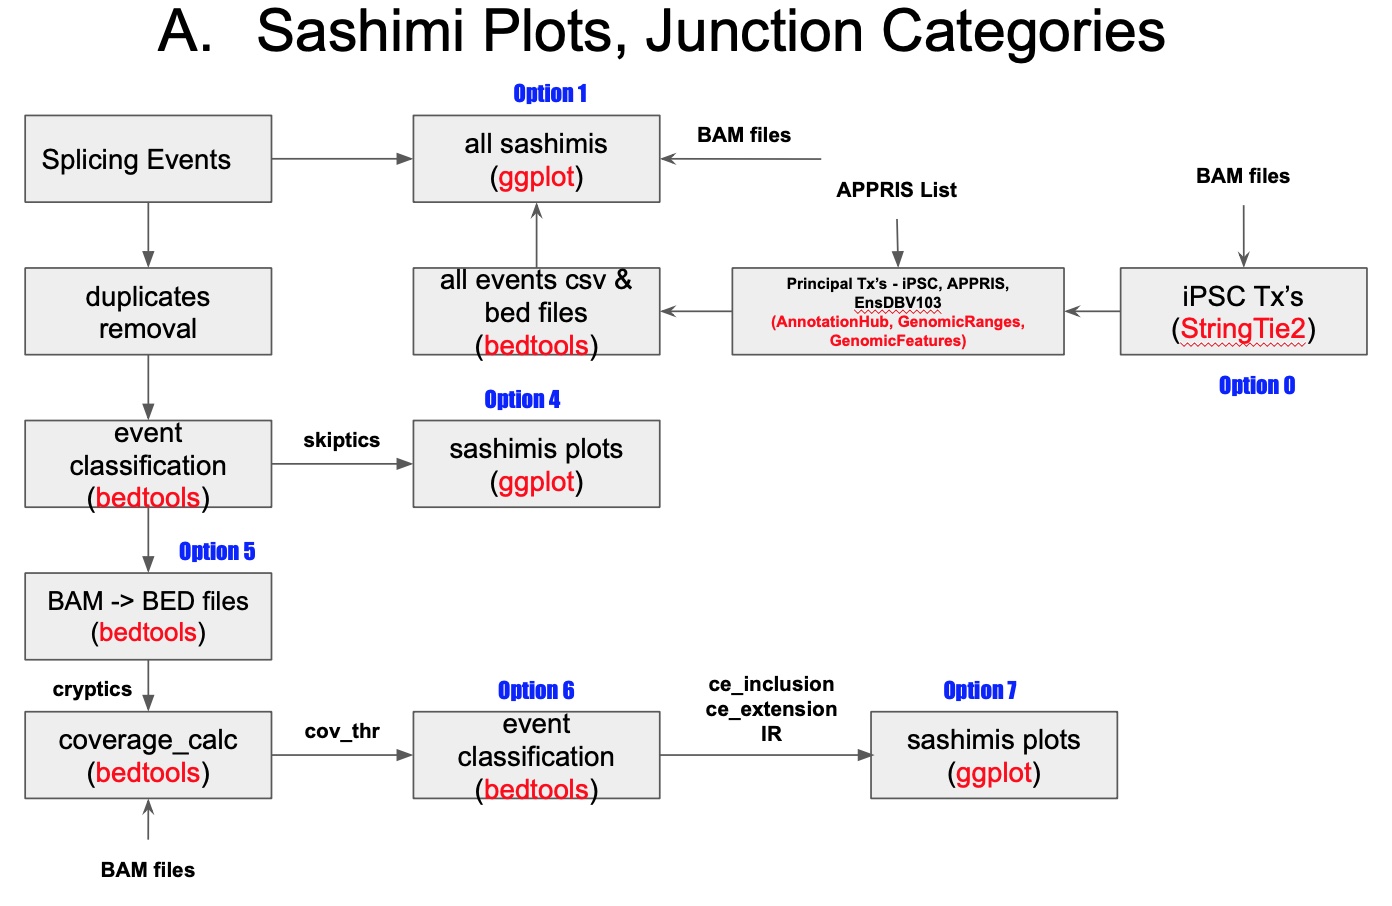 A. Sashimi Plots, Junction Categories
Option 1
Splicing Events
all sashimis
(ggplot)
BAM files
APPRIS List
BAM files
duplicates
removal
all events csv &
bed files
(bedtools)
Principal Tx's - iPSC, APPRIS,
EnsDBV103
(AnnotationHub, GenomicRanges,
GenomicFeatures)
iPSC Tx's
(StringTie2)
Option 0
Option 4
event
classification
(bedtools)
skiptics
sashimis plots
(ggplot)
Option 5
BAM -> BED files
(bedtools)
cryptics
coverage_calc
(bedtools)
cov_thr
Option 6
event
classification
(bedtools)
ce_inclusion
ce_extension
IR
Option 7
sashimis plots
(ggplot)
BAM files